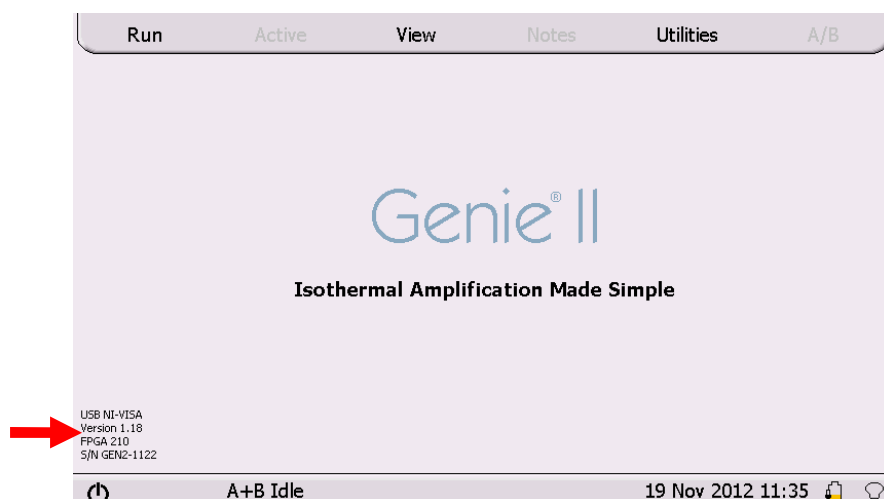 Run Active View Notes Utilities A/B
Genie® II
Isothermal Amplification Made Simple
USB NI-VISA
Version 1.18
FPGA 210
S/N GEN2-1122
A+B Idle 19 Nov 2012 11:35